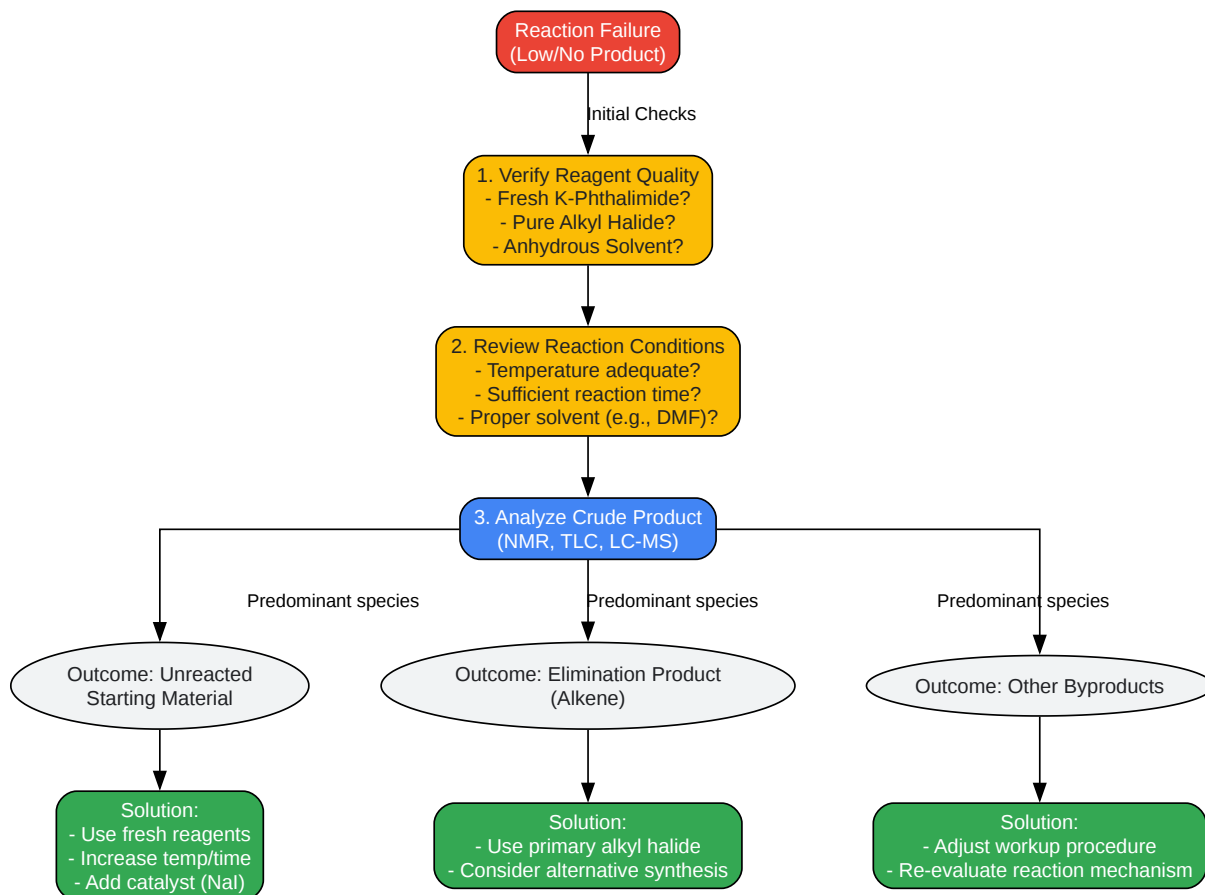 Reaction Failure
(Low/No Product)
Initial Checks
1. Verify Reagent Quality
- Fresh K-Phthalimide?
- Pure Alkyl Halide?
- Anhydrous Solvent?
2. Review Reaction Conditions
- Temperature adequate?
- Sufficient reaction time?
- Proper solvent (e.g., DMF)?
3. Analyze Crude Product
(NMR, TLC, LC-MS)
Predominant species
Predominant species
Predominant species
Outcome: Unreacted
Starting Material
Outcome: Elimination Product
(Alkene)
Outcome: Other Byproducts
Solution:
- Use fresh reagents
- Increase temp/time
- Add catalyst (NaI)
Solution:
- Use primary alkyl halide
- Consider alternative synthesis
Solution:
- Adjust workup procedure
- Re-evaluate reaction mechanism